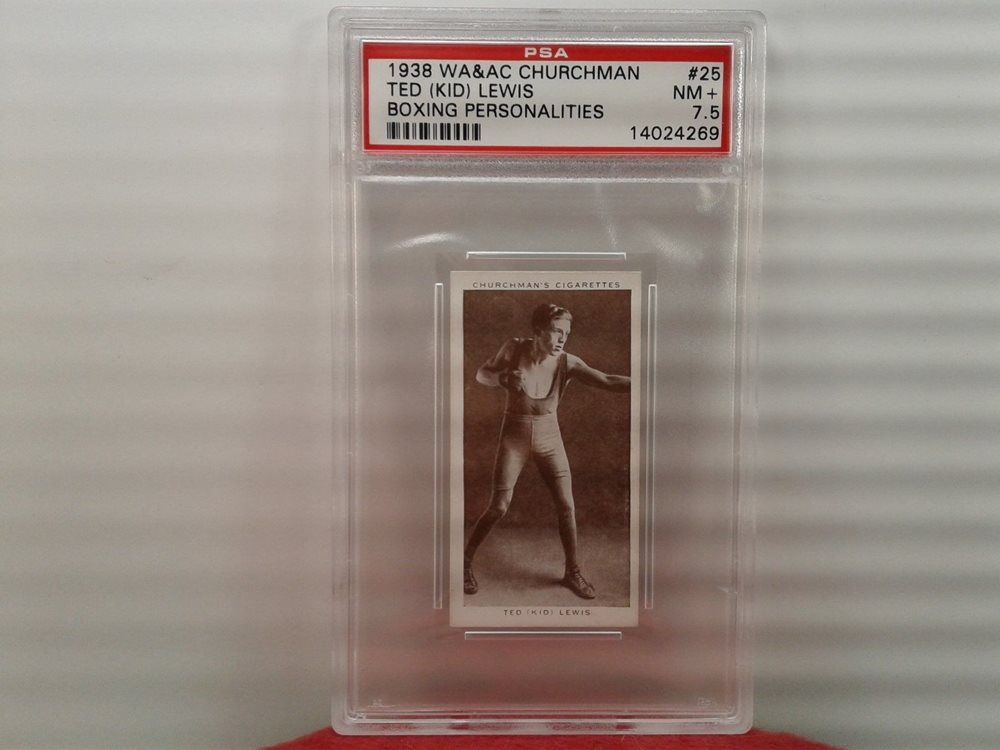 PSA
1938 WA&AC CHURCHMAN #25
TED (KID) LEWIS NM+
BOXING PERSONALITIES 7.5
14024269
CHURCHMAN'S CIGARETTES
TED (KID) LEWIS